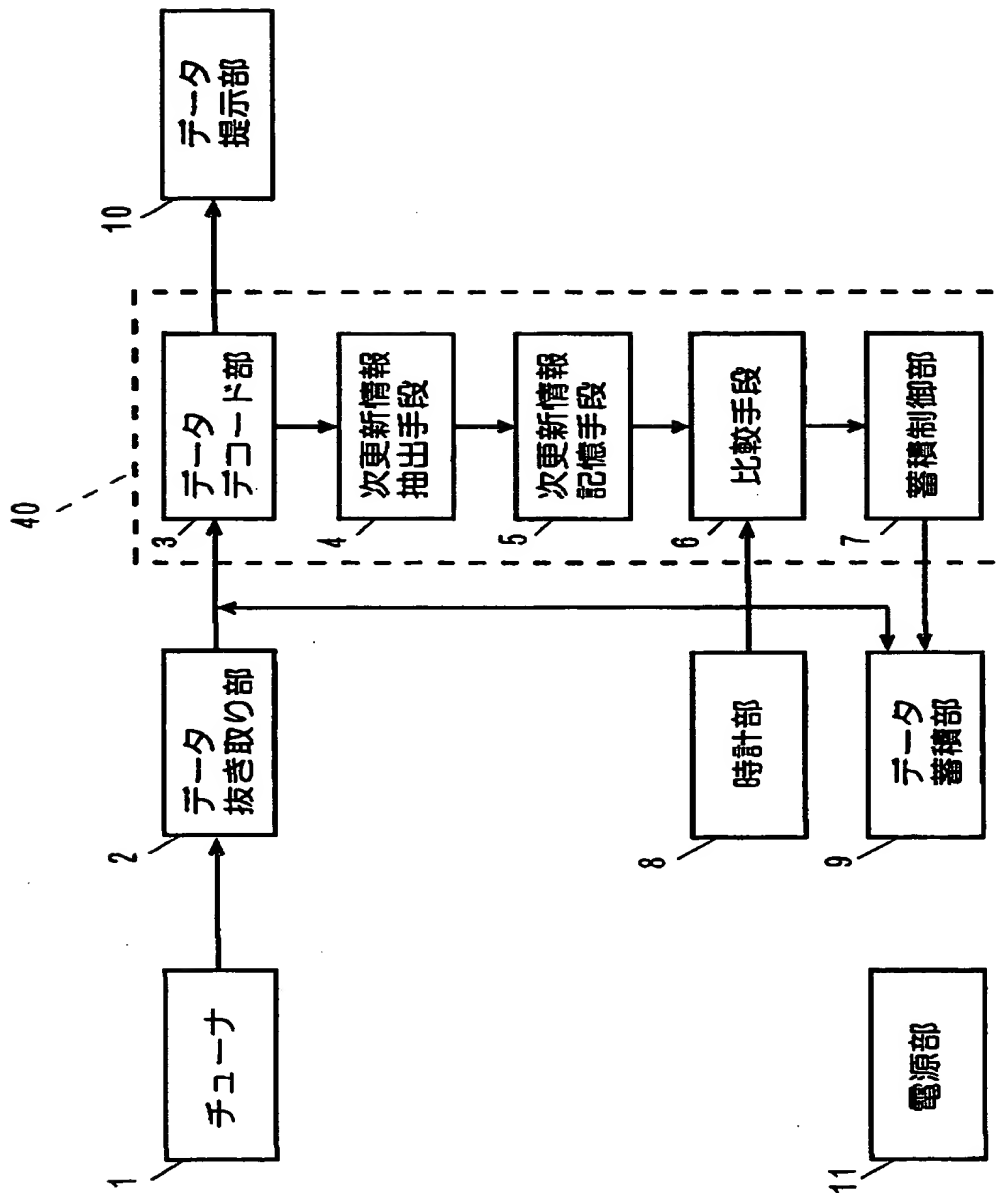 1
チューナ
2
データ
抜き取り部
40
3
データ
デコード部
10
データ
提示部
4
次更新情報
抽出手段
5
次更新情報
記憶手段
8
時計部
6
比較手段
11
電源部
9
データ
蓄積部
7
蓄積制御部